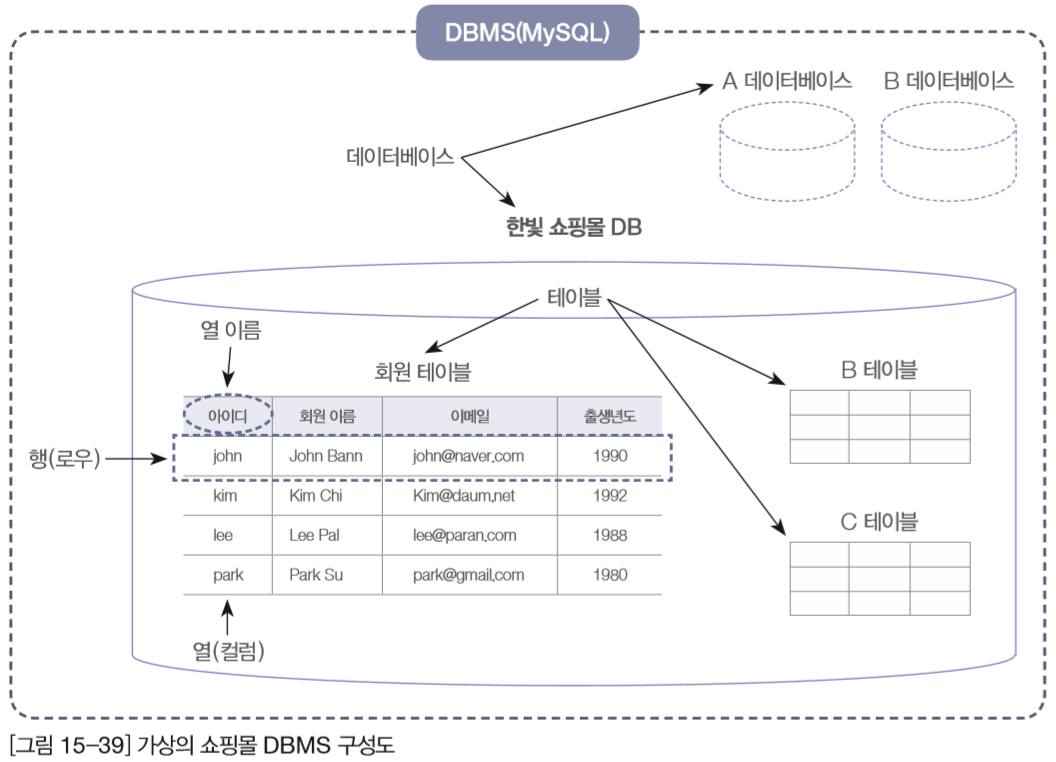 DBMS(MySQL)
A 데이터베이스
B 데이터베이스
데이터베이스
한빛 쇼핑몰 DB
테이블
열 이름
회원 테이블
아이디 회원 이름 이메일 출생년도
행(로우)
john John Bann john@naver.com 1990
kim Kim Chi Kim@daum.net 1992
lee Lee Pal lee@paran.com 1988
park Park Su park@gmail.com 1980
열(컬럼)
B 테이블
C 테이블
[그림 15-39] 가상의 쇼핑몰 DBMS 구성도